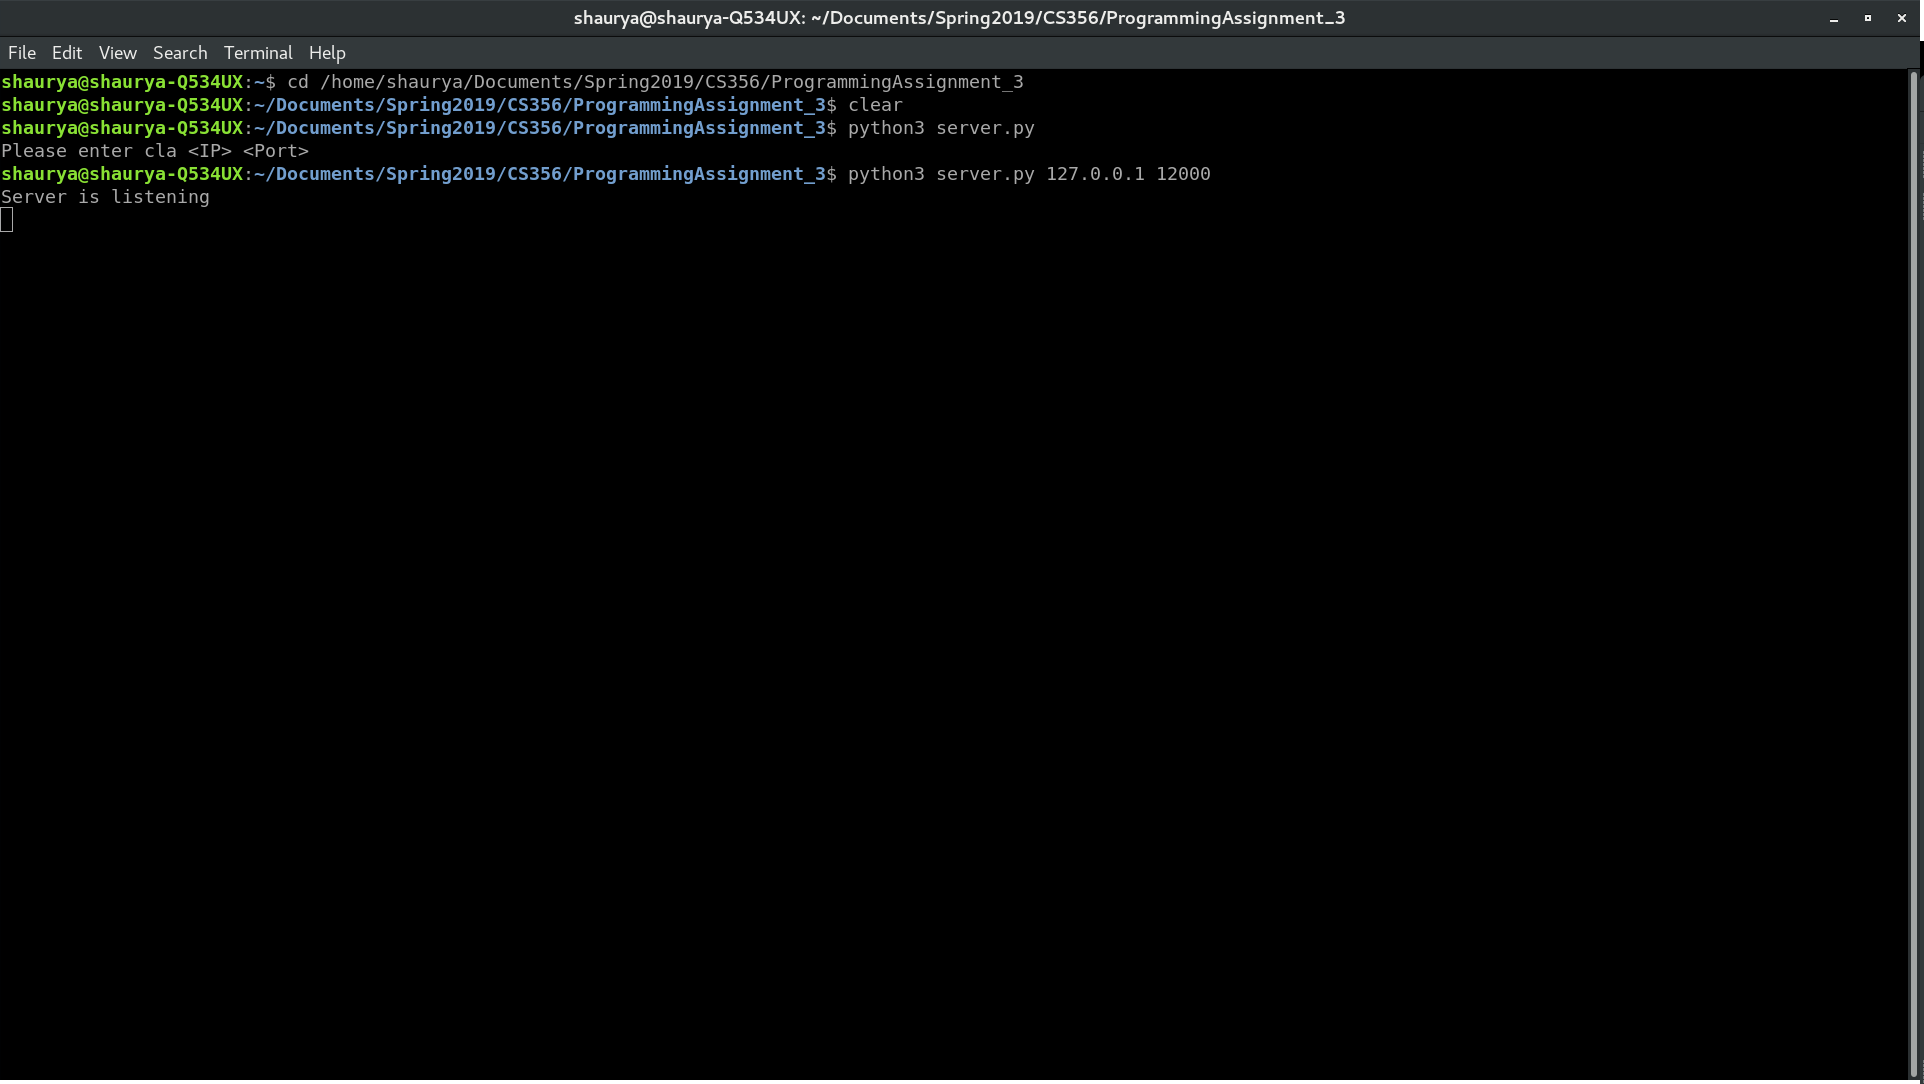 shaurya@shaurya-Q534UX: ~/Documents/Spring2019/CS356/ProgrammingAssignment_3
File Edit View Search Terminal Help
shaurya@shaurya-Q534UX:~$ cd /home/shaurya/Documents/Spring2019/CS356/ProgrammingAssignment_3
shaurya@shaurya-Q534UX:~/Documents/Spring2019/CS356/ProgrammingAssignment_3$ clear
shaurya@shaurya-Q534UX:~/Documents/Spring2019/CS356/ProgrammingAssignment_3$ python3 server.py
Please enter cla <IP> <Port>
shaurya@shaurya-Q534UX:~/Documents/Spring2019/CS356/ProgrammingAssignment_3$ python3 server.py 127.0.0.1 12000
Server is listening